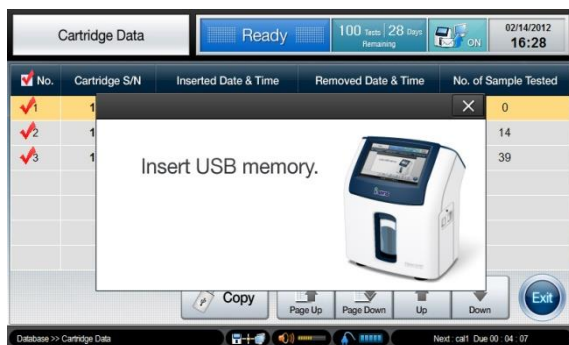 Cartridge Data
Ready
100 Tests 28 Days
Remaining
ON
02/14/2012
16:28
No. Cartridge S/N Inserted Date & Time Removed Date & Time No. of Sample Tested
1 1 0
2 1 14
3 1 39
Insert USB memory.
Copy
Page Up
Page Down
Up
Down
Exit
Database >> Cartridge Data
Next : cal1 Due 00 : 04 : 07